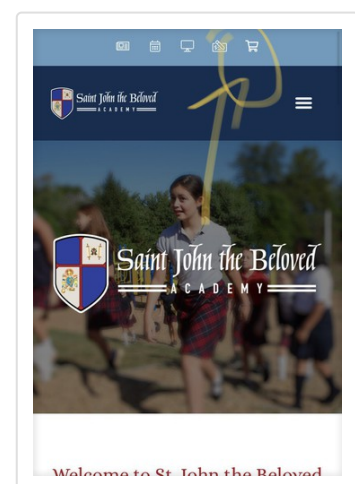 Saint John the Beloved
ACADEMY
Saint John the Beloved
ACADEMY
Welcome to St. John the Beloved